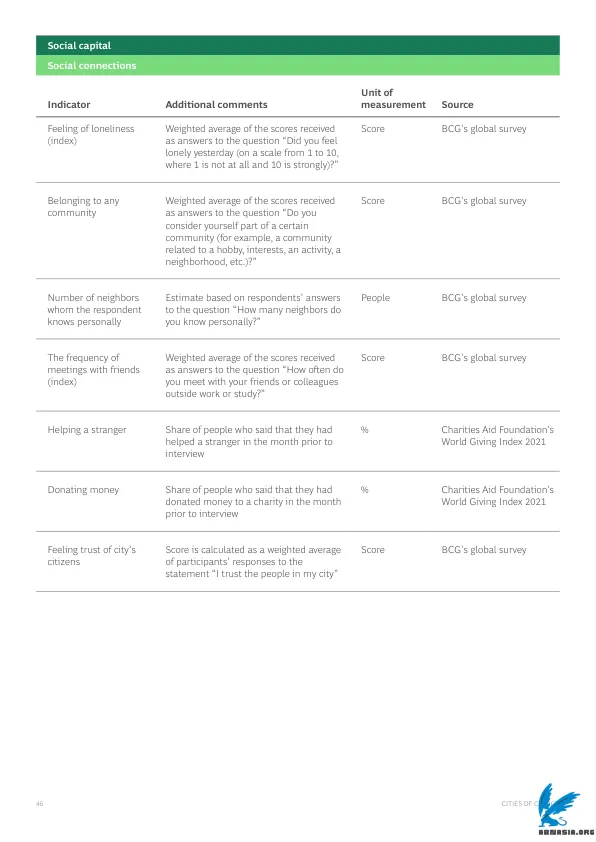 Social capital
Social connections
Indicator
Additional comments
Unit of
measurement
Source
Feeling of loneliness
(index)
Weighted average of the scores received
as answers to the question “Did you feel
lonely yesterday (on a scale from 1 to 10,
where 1 is not at all and 10 is strongly)?”
Score
BCG’s global survey
Belonging to any
community
Weighted average of the scores received
as answers to the question “Do you
consider yourself part of a certain
community (for example, a community
related to a hobby, interests, an activity, a
neighborhood, etc.)?”
Score
BCG’s global survey
Number of neighbors
whom the respondent
knows personally
Estimate based on respondents’ answers
to the question “How many neighbors do
you know personally?”
People
BCG’s global survey
The frequency of
meetings with friends
(index)
Weighted average of the scores received
as answers to the question “How often do
you meet with your friends or colleagues
outside work or study?”
Score
BCG’s global survey
Helping a stranger
Share of people who said that they had
helped a stranger in the month prior to
interview
%
Charities Aid Foundation’s
World Giving Index 2021
Donating money
Share of people who said that they had
donated money to a charity in the month
prior to interview
%
Charities Aid Foundation’s
World Giving Index 2021
Feeling trust of city’s
citizens
Score is calculated as a weighted average
of participants’ responses to the
statement “I trust the people in my city”
Score
BCG’s global survey
46
CITIES OF
ABNASIA.ORG